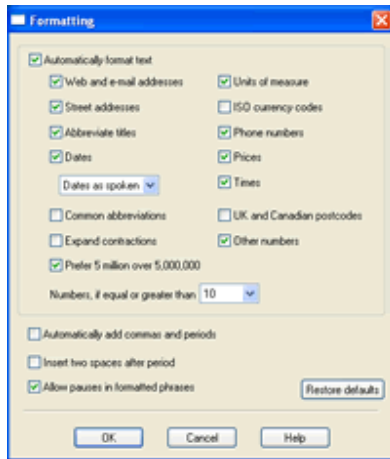 Formatting
Automatically format text
Web and e-mail addresses
Units of measure
Street addresses
ISO currency codes
Abbreviate titles
Phone numbers
Dates
Prices
Dates as spoken
Times
Common abbreviations
UK and Canadian postcodes
Expand contractions
Other numbers
Prefer 5 million over 5,000,000
Numbers, if equal or greater than 10
Automatically add commas and periods
Insert two spaces after period
Allow pauses in formatted phrases
Restore defaults
OK Cancel Help